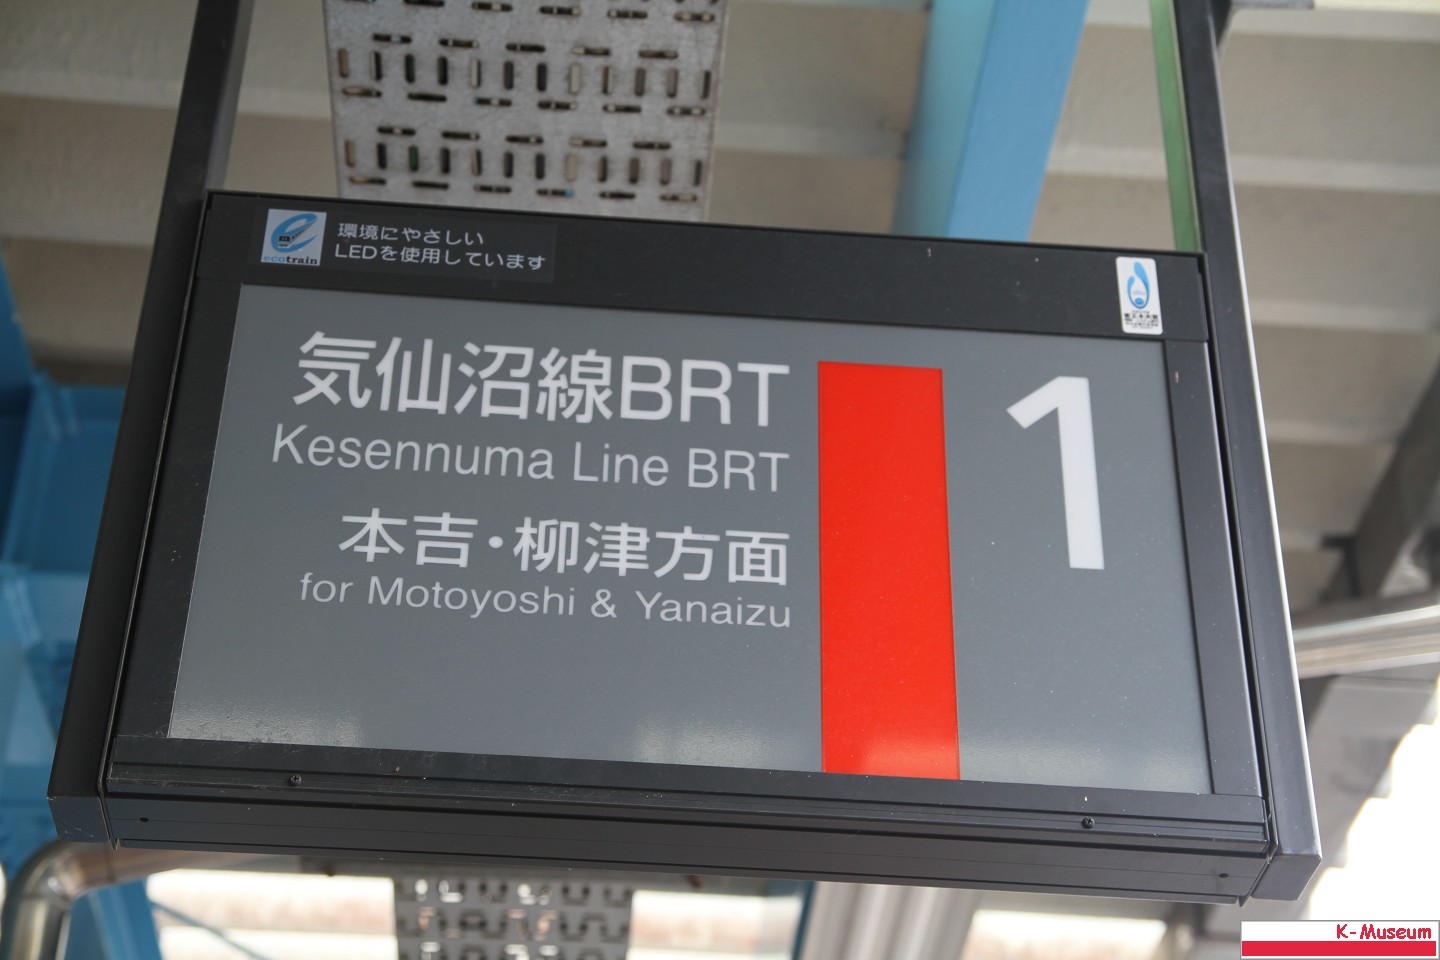 ecotrain
環境にやさしい
LEDを使用しています
気仙沼線BRT
Kesennuma Line BRT
本吉・柳津方面
for Motoyoshi & Yanaizu
1
K-Museum